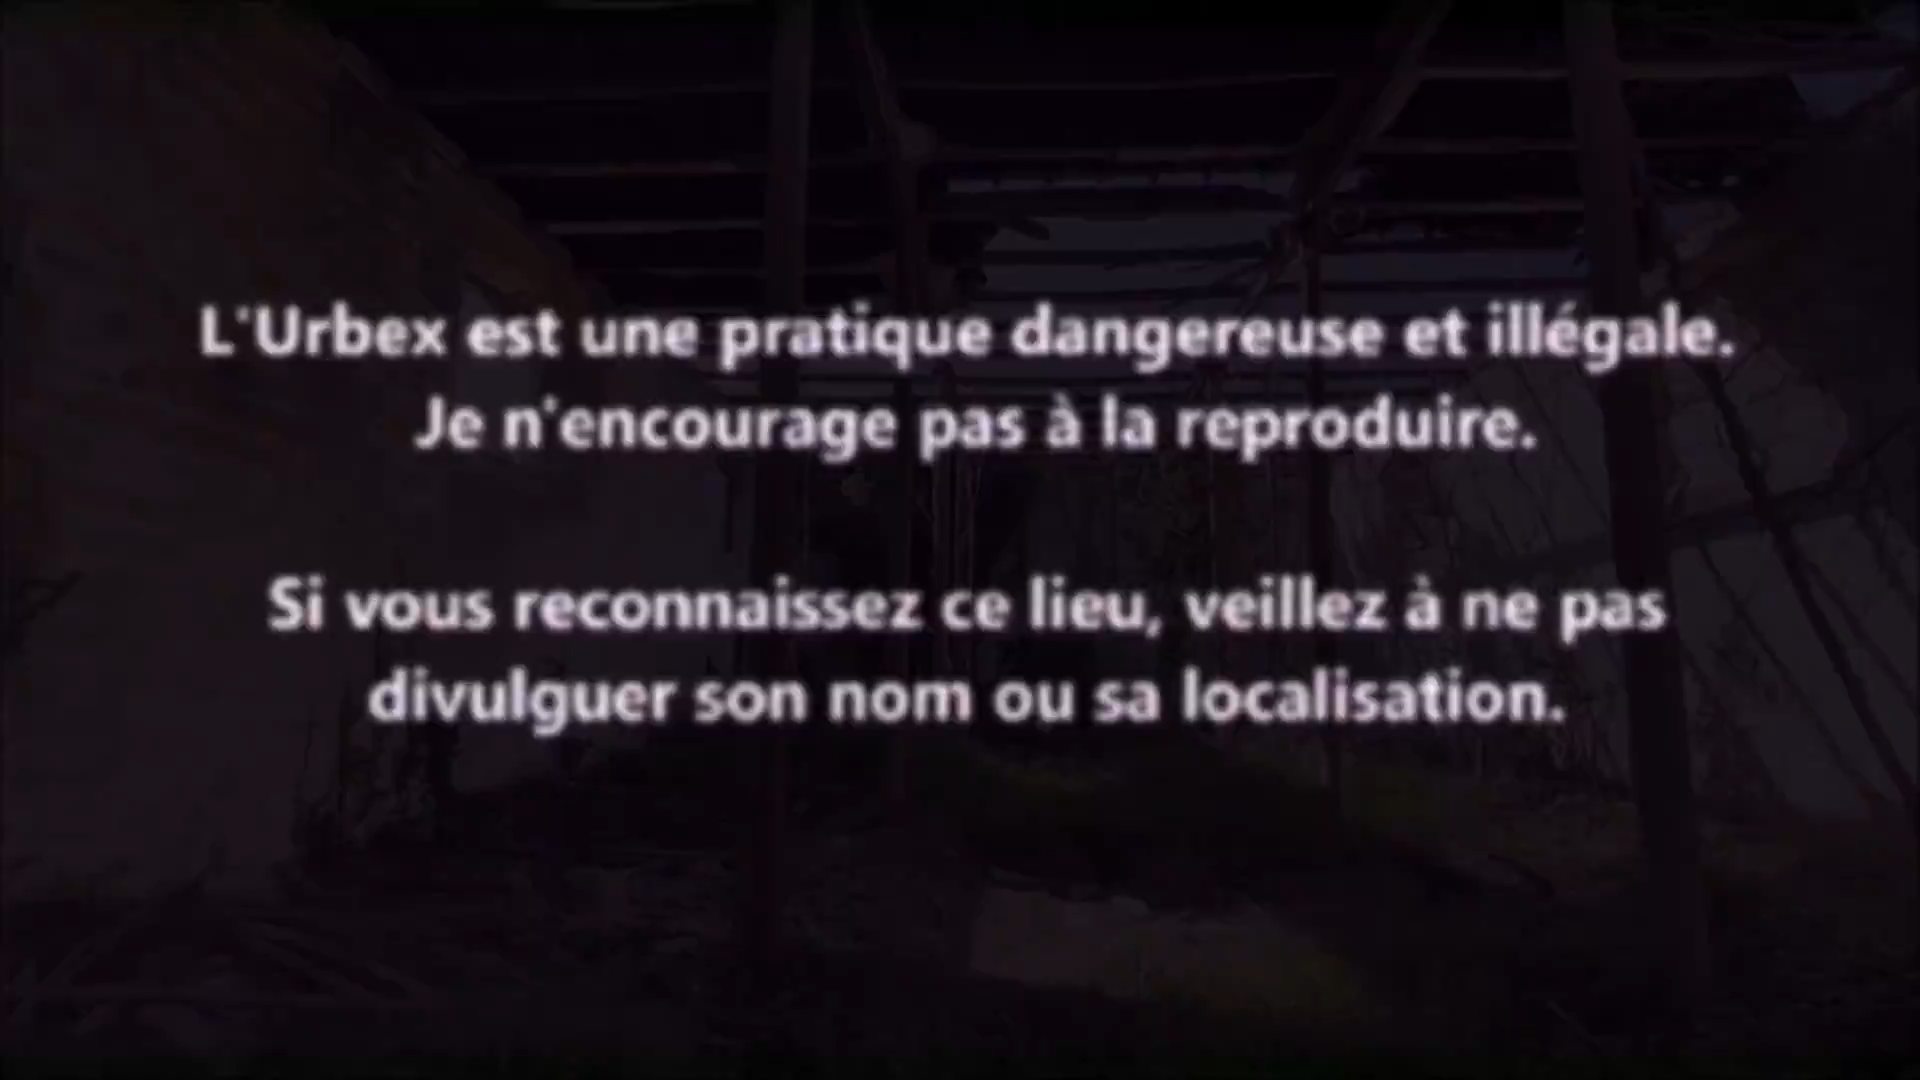 L'Urbex est une pratique dangereuse et illégale.
Je n'encourage pas à la reproduire.
Si vous reconnaissez ce lieu, veillez à ne pas
divulguer son nom ou sa localisation.